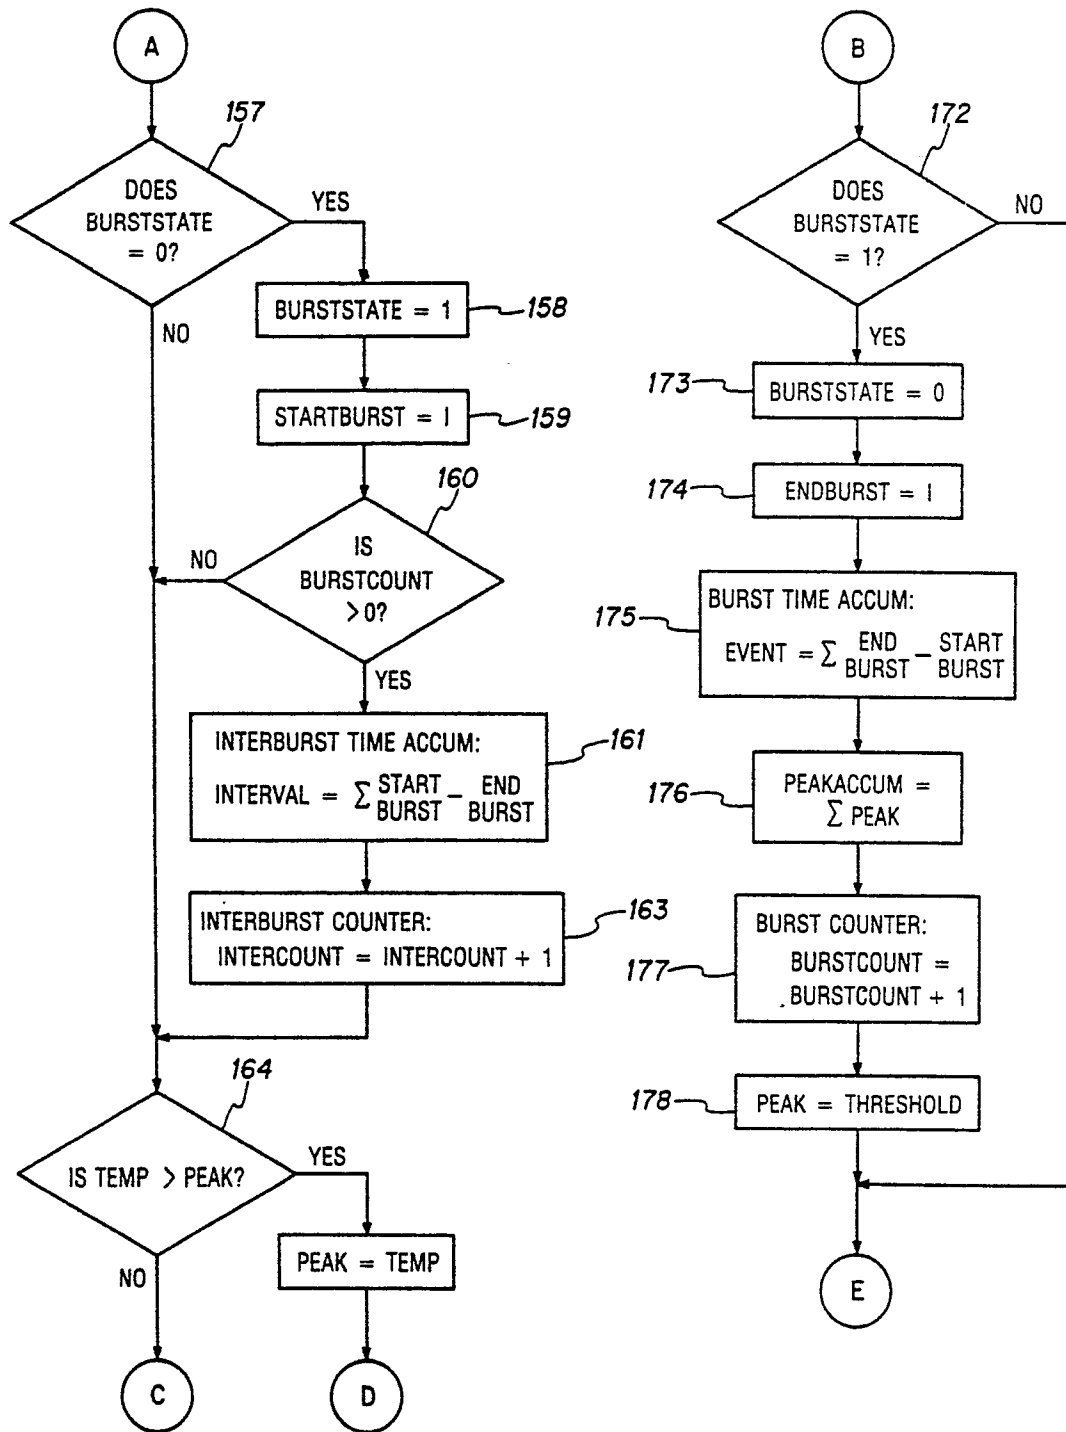 A
157
DOES
BURSTSTATE
= 0?
YES
NO
BURSTSTATE = 1
158
STARTBURST = I
159
160
IS
BURSTCOUNT
> 0?
NO
YES
INTERBURST TIME ACCUM:
INTERVAL = Σ START BURST – END BURST
161
INTERBURST COUNTER:
INTERCOUNT = INTERCOUNT + 1
163
164
IS TEMP > PEAK?
YES
NO
PEAK = TEMP
C
D
B
172
DOES
BURSTSTATE
= 1?
NO
YES
173
BURSTSTATE = 0
174
ENDBURST = I
175
BURST TIME ACCUM:
EVENT = Σ END BURST – START BURST
176
PEAKACCUM =
Σ PEAK
177
BURST COUNTER:
BURSTCOUNT =
BURSTCOUNT + 1
178
PEAK = THRESHOLD
E